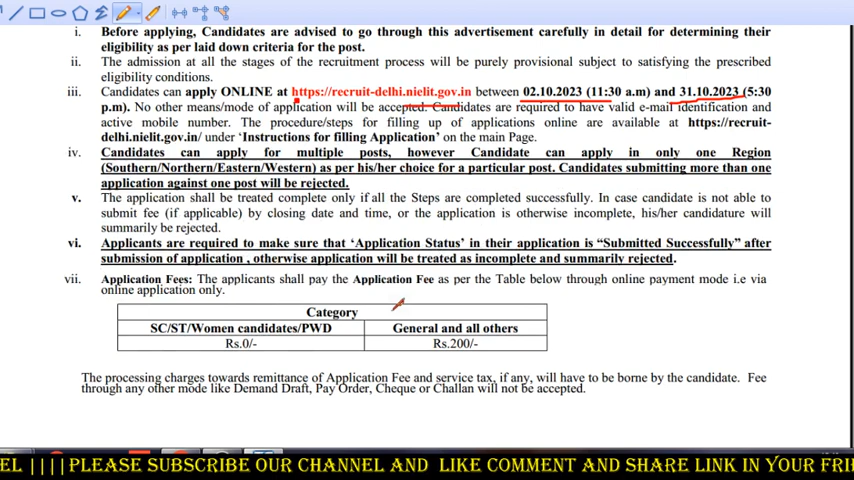 i. Before applying, Candidates are advised to go through this advertisement carefully in detail for determining their
eligibility as per laid down criteria for the post.
ii. The admission at all the stages of the recruitment process will be purely provisional subject to satisfying the prescribed
eligibility conditions.
iii. Candidates can apply ONLINE at https://recruit-delhi.nielit.gov.in between 02.10.2023 (11:30 a.m) and 31.10.2023 (5:30
p.m). No other means/mode of application will be accepted. Candidates are required to have valid e-mail identification and
active mobile number. The procedure/steps for filling up of applications online are available at https://recruit-
delhi.nielit.gov.in/ under ‘Instructions for filling Application’ on the main Page.
iv. Candidates can apply for multiple posts, however Candidate can apply in only one Region
(Southern/Northern/Eastern/Western) as per his/her choice for a particular post. Candidates submitting more than one
application against one post will be rejected.
v. The application shall be treated complete only if all the Steps are completed successfully. In case candidate is not able to
submit fee (if applicable) by closing date and time, or the application is otherwise incomplete, his/her candidature will
summarily be rejected.
vi. Applicants are required to make sure that ‘Application Status’ in their application is “Submitted Successfully” after
submission of application , otherwise application will be treated as incomplete and summarily rejected.
vii. Application Fees: The applicants shall pay the Application Fee as per the Table below through online payment mode i.e via
online application only.
Category
SC/ST/Women candidates/PWD General and all others
Rs.0/- Rs.200/-
The processing charges towards remittance of Application Fee and service tax, if any, will have to be borne by the candidate. Fee
through any other mode like Demand Draft, Pay Order, Cheque or Challan will not be accepted.
EL ||||PLEASE SUBSCRIBE OUR CHANNEL AND LIKE COMMENT AND SHARE LINK IN YOUR FRI